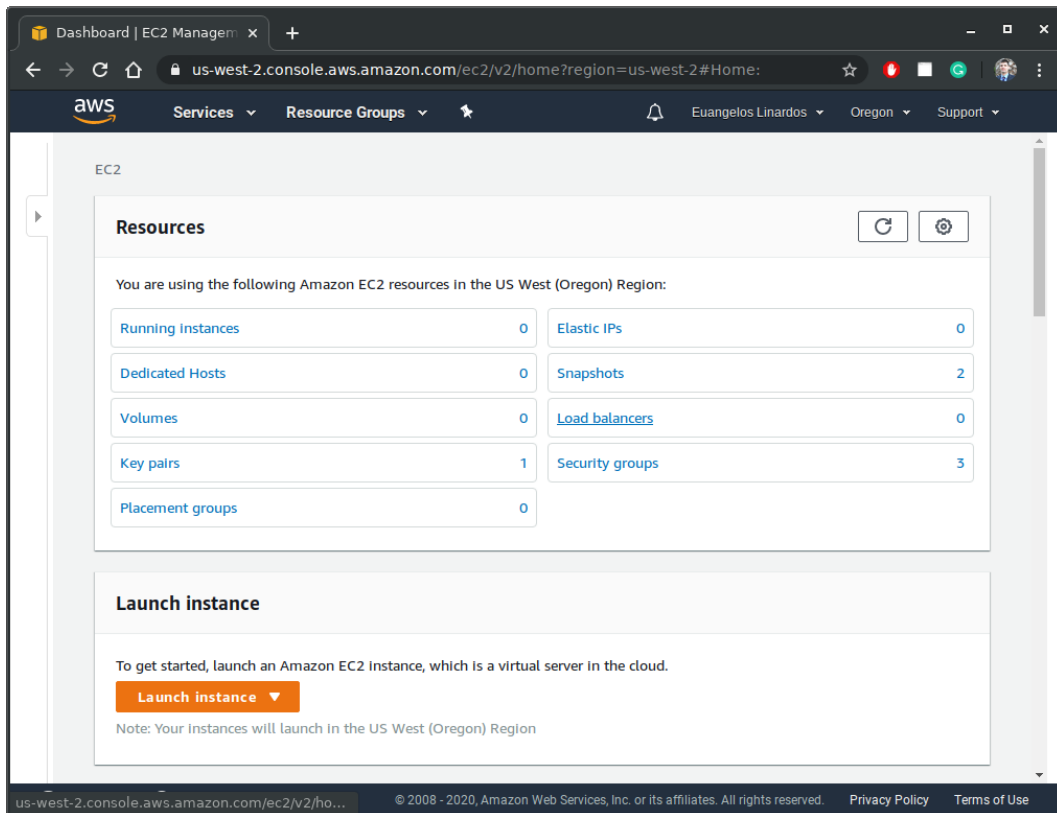 Dashboard | EC2 Managem
us-west-2.console.aws.amazon.com/ec2/v2/home?region=us-west-2#Home:
aws Services Resource Groups Euangelos Linardos Oregon Support
EC2
Resources
You are using the following Amazon EC2 resources in the US West (Oregon) Region:
Running instances 0 Elastic IPs 0
Dedicated Hosts 0 Snapshots 2
Volumes 0 Load balancers 0
Key pairs 1 Security groups 3
Placement groups 0
Launch instance
To get started, launch an Amazon EC2 instance, which is a virtual server in the cloud.
Launch instance
Note: Your instances will launch in the US West (Oregon) Region
us-west-2.console.aws.amazon.com/ec2/v2/ho... © 2008 - 2020, Amazon Web Services, Inc. or its affiliates. All rights reserved. Privacy Policy Terms of Use